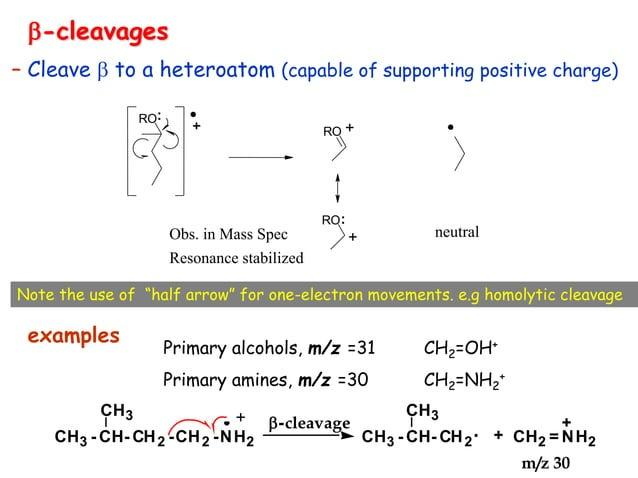 β-cleavages
– Cleave β to a heteroatom (capable of supporting positive charge)
RO: • +
RO + •
RO: +
Obs. in Mass Spec neutral
Resonance stabilized
Note the use of “half arrow” for one-electron movements. e.g homolytic cleavage
examples
Primary alcohols, m/z =31 CH2=OH+
Primary amines, m/z =30 CH2=NH2+
CH3 CH3
CH3 - CH- CH2 -CH2 -NH2 • + β-cleavage CH3 - CH- CH2 • + CH2 = NH2 +
m/z 30